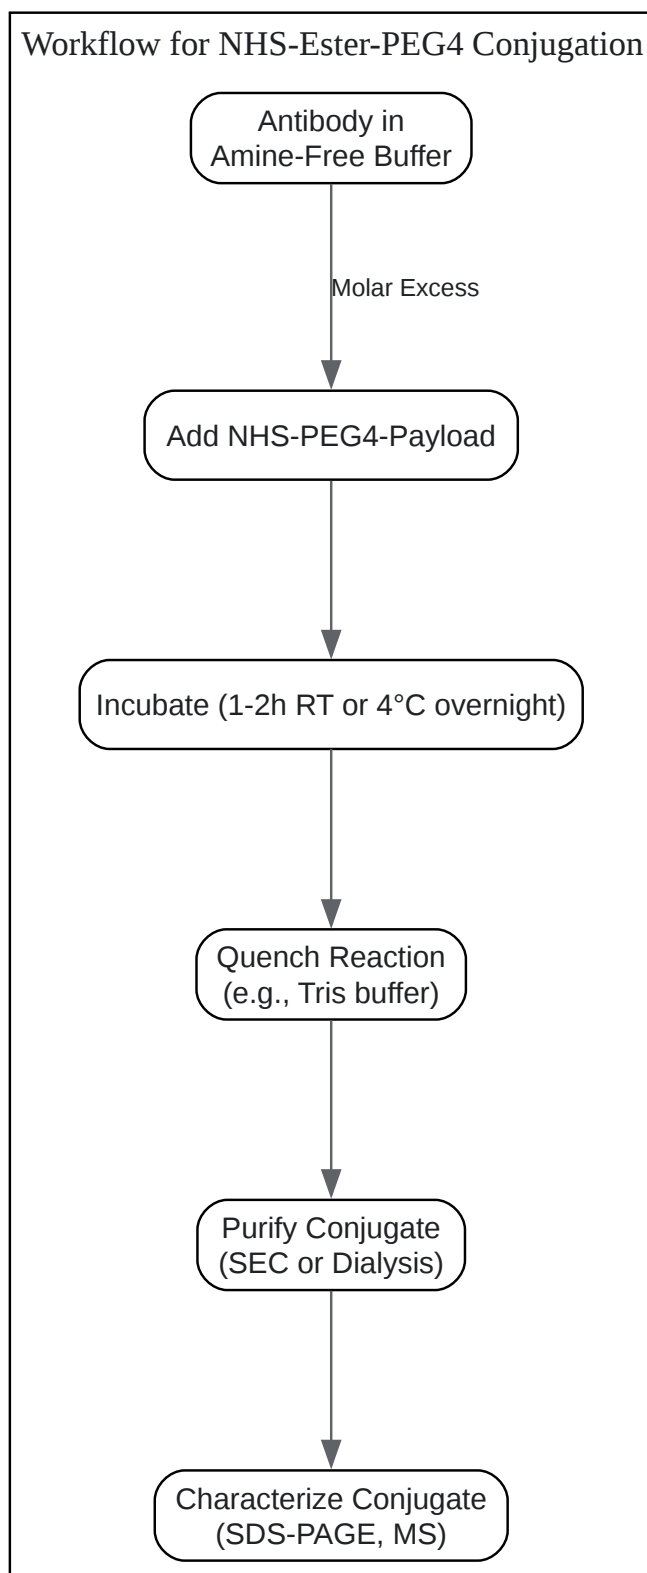 Workflow for NHS-Ester-PEG4 Conjugation
Antibody in
Amine-Free Buffer
Molar Excess
Add NHS-PEG4-Payload
Incubate (1-2h RT or 4°C overnight)
Quench Reaction
(e.g., Tris buffer)
Purify Conjugate
(SEC or Dialysis)
Characterize Conjugate
(SDS-PAGE, MS)